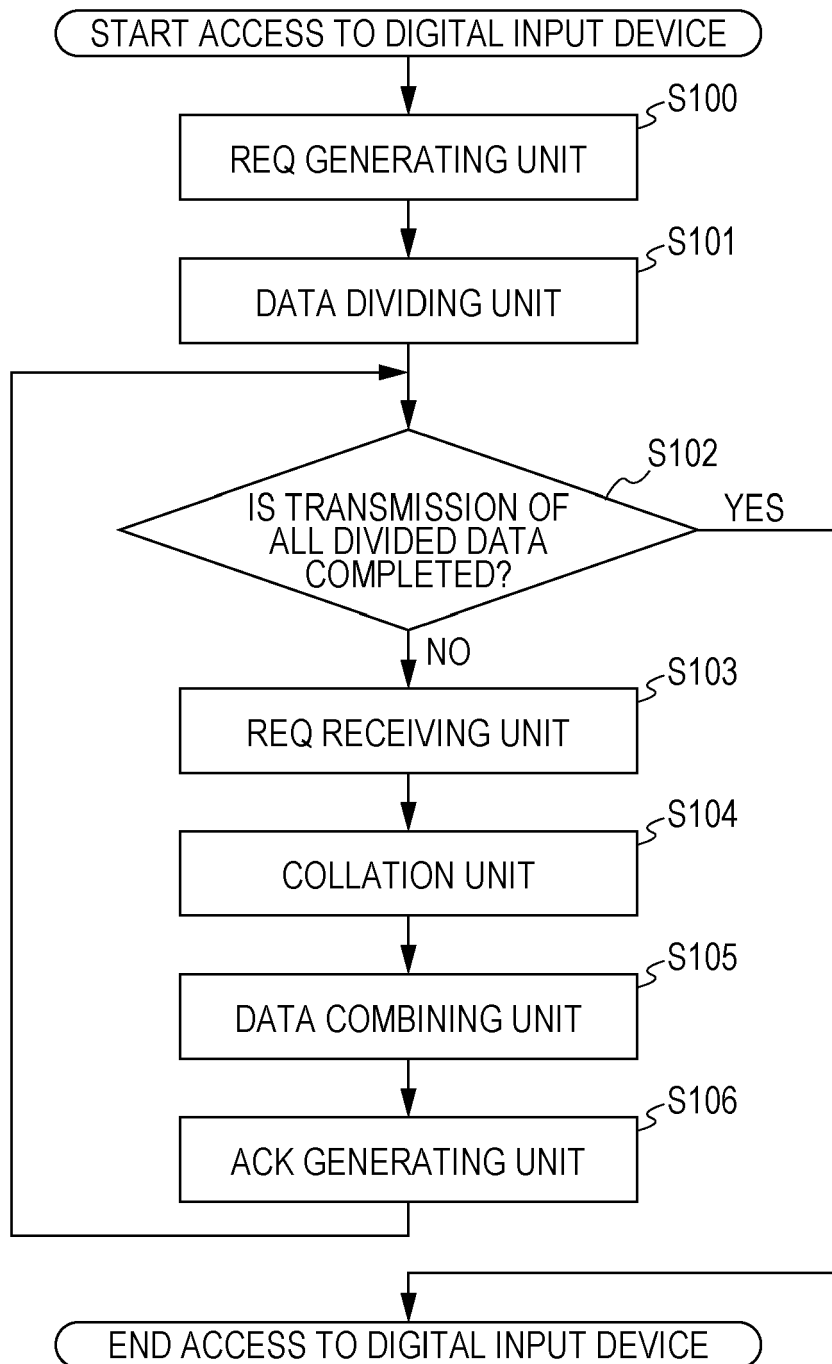 START ACCESS TO DIGITAL INPUT DEVICE
S100
REQ GENERATING UNIT
S101
DATA DIVIDING UNIT
S102
IS TRANSMISSION OF
ALL DIVIDED DATA
COMPLETED?
YES
NO
S103
REQ RECEIVING UNIT
S104
COLLATION UNIT
S105
DATA COMBINING UNIT
S106
ACK GENERATING UNIT
END ACCESS TO DIGITAL INPUT DEVICE